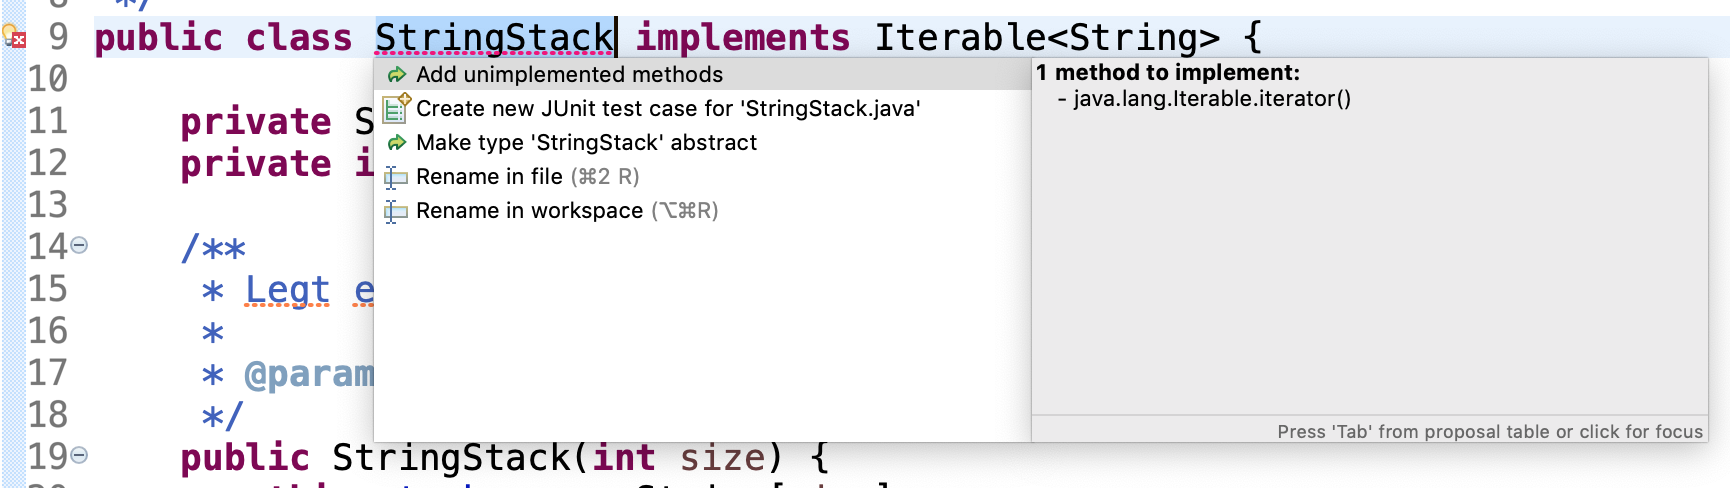 8 */
9 public class StringStack implements Iterable<String> {
Add unimplemented methods
Create new JUnit test case for 'StringStack.java'
Make type 'StringStack' abstract
Rename in file (⌘2 R)
Rename in workspace (⌥⌘R)
1 method to implement:
- java.lang.Iterable.iterator()
Press 'Tab' from proposal table or click for focus
10
11 private S
12 private i
13
14 /**
15 * Legt e
16 *
17 * @param
18 */
19 public StringStack(int size) {